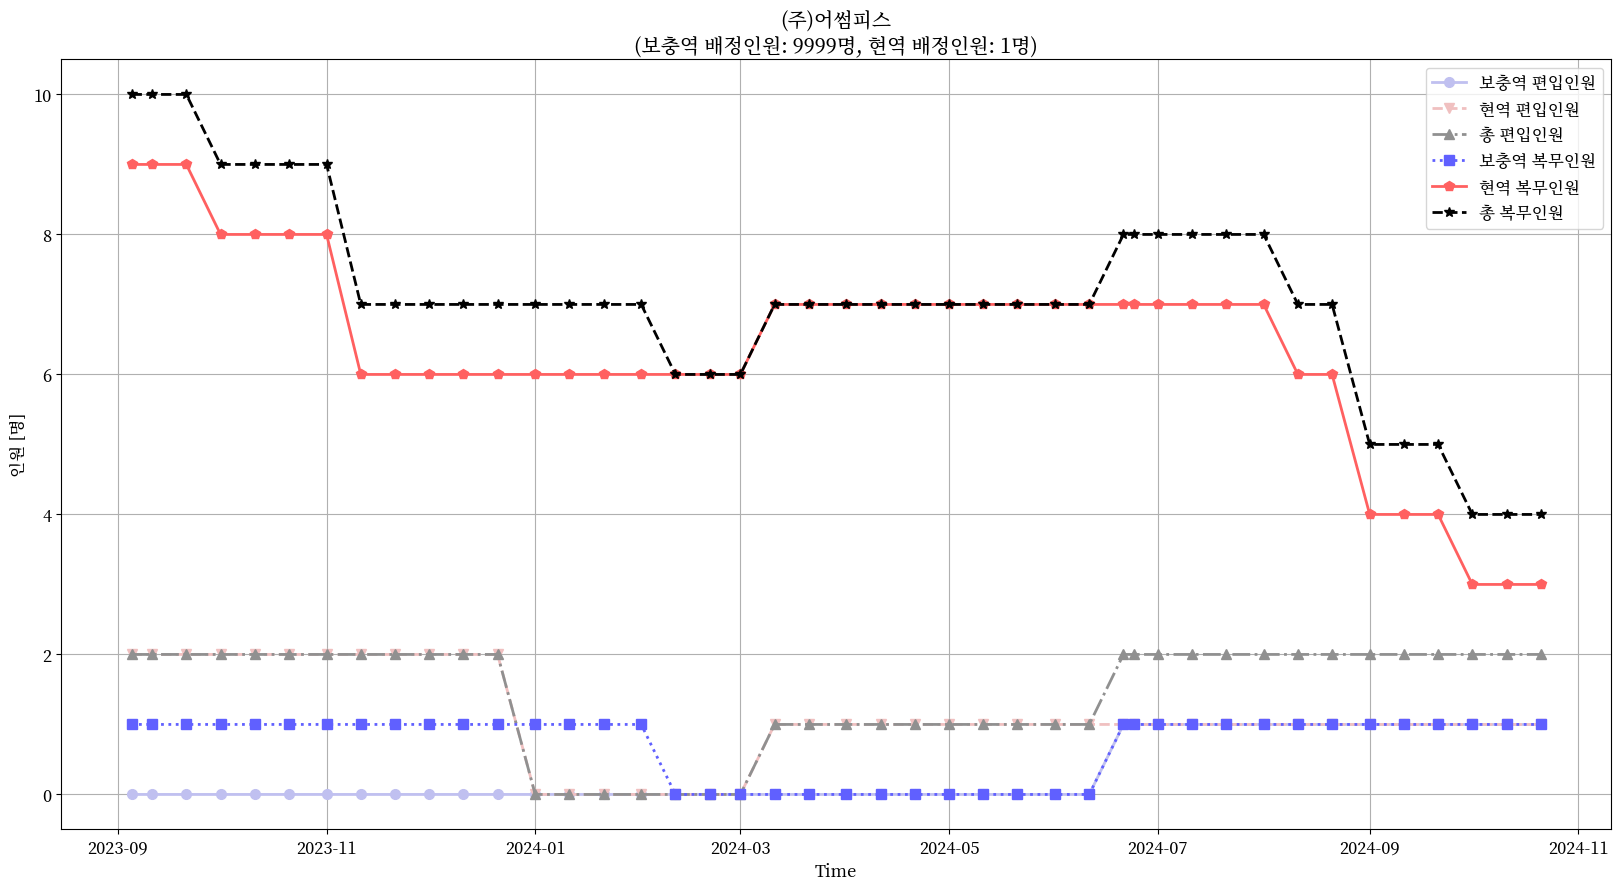 (주)어썸피스
(보충역 배정인원: 9999명, 현역 배정인원: 1명)
보충역 편입인원
현역 편입인원
총 편입인원
보충역 복무인원
현역 복무인원
총 복무인원
인원 [명]
10
8
6
4
2
0
2023-09
2023-11
2024-01
2024-03
2024-05
2024-07
2024-09
2024-11
Time